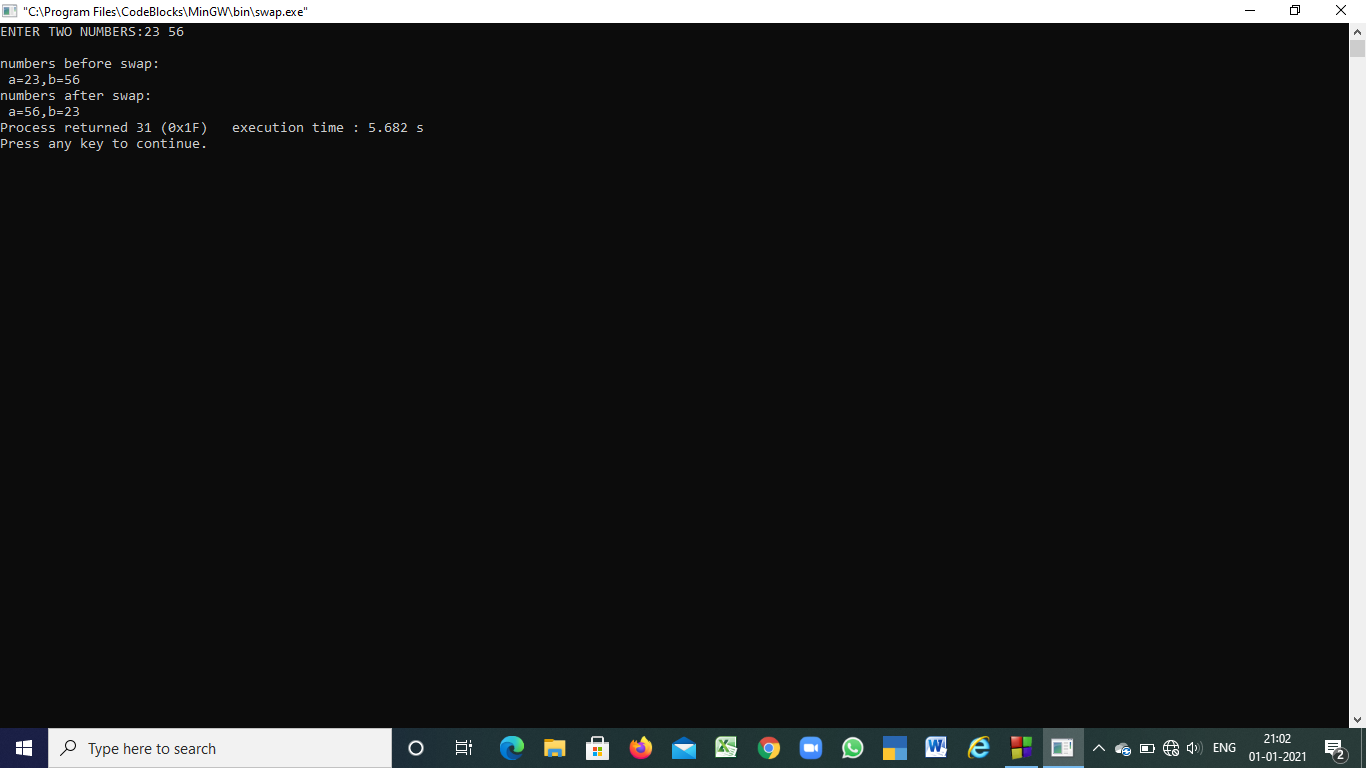 "C:\Program Files\CodeBlocks\MinGW\bin\swap.exe"
ENTER TWO NUMBERS:23 56
numbers before swap:
a=23,b=56
numbers after swap:
a=56,b=23
Process returned 31 (0x1F)   execution time : 5.682 s
Press any key to continue.
Type here to search
ENG
21:02
01-01-2021
2